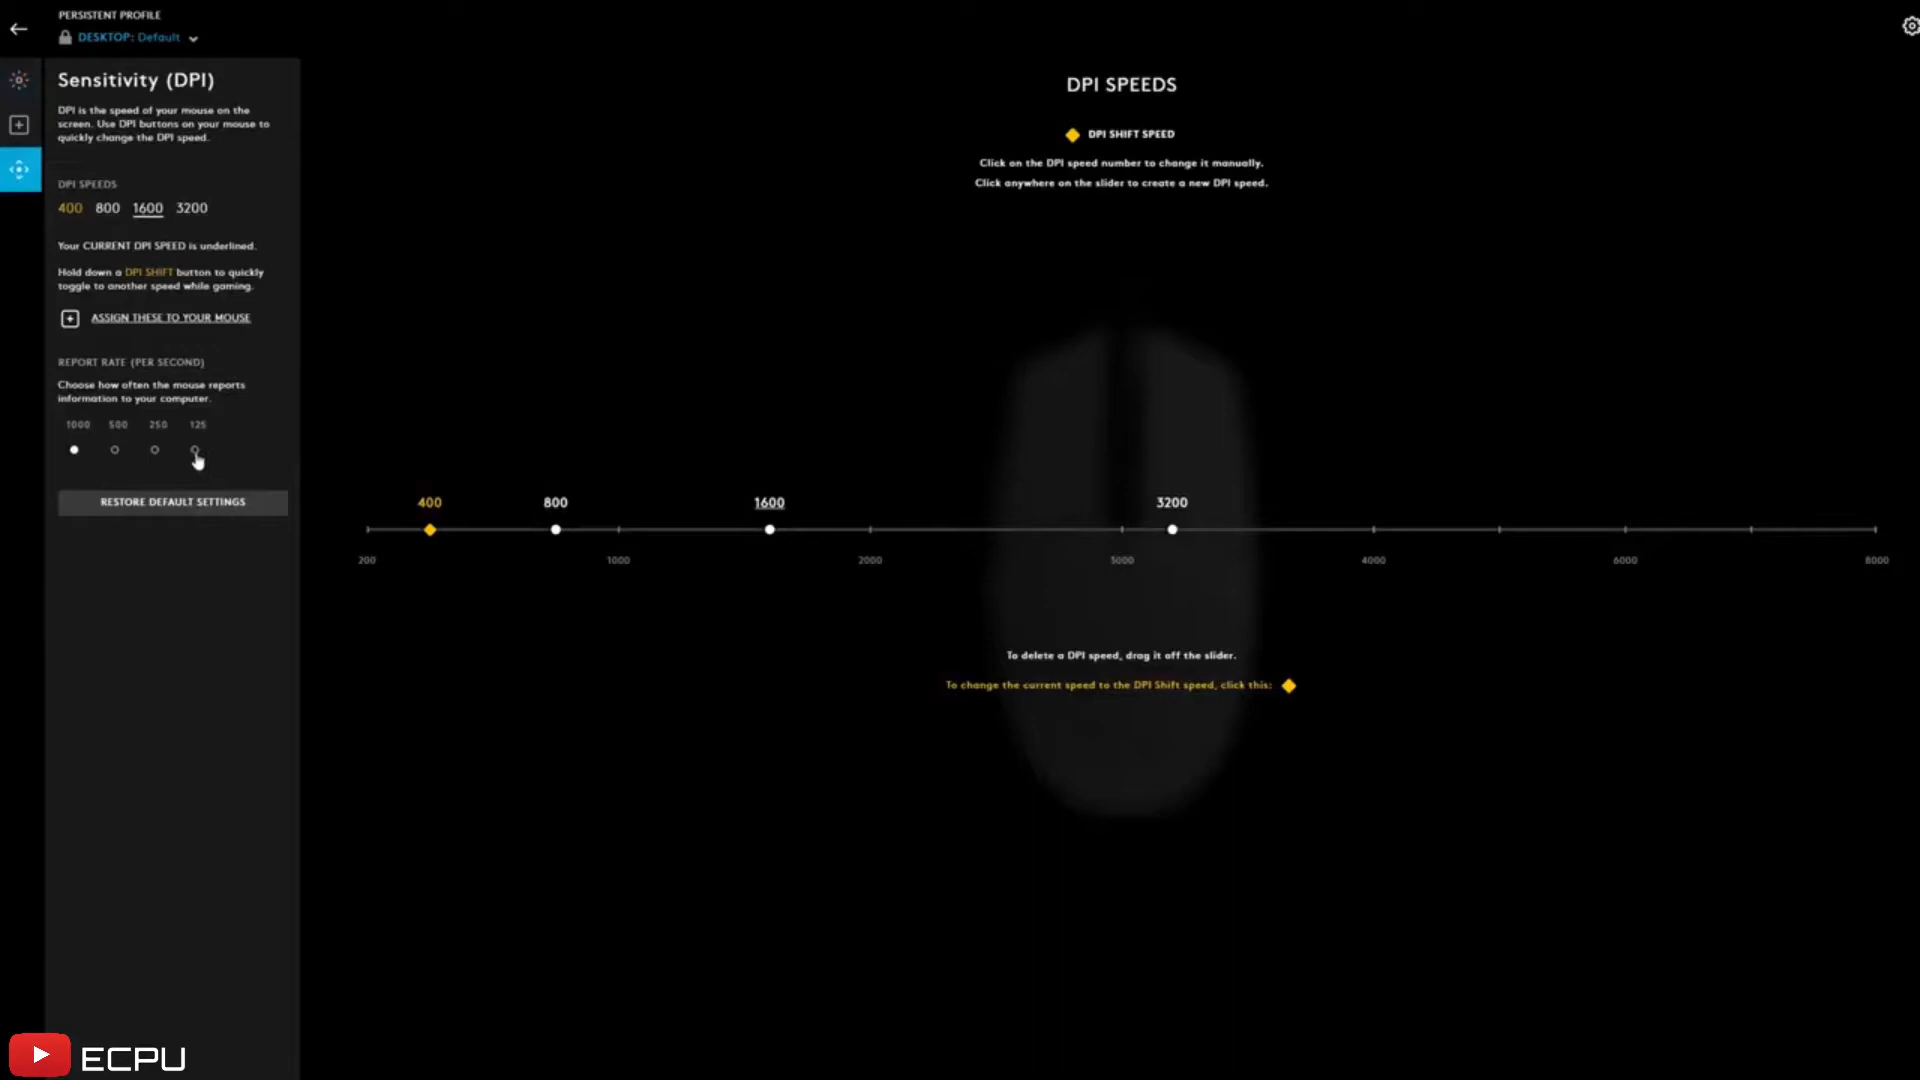 PERSISTENT PROFILE
DESKTOP: Default
Sensitivity (DPI)
DPI is the speed of your mouse on the
screen. Use DPI buttons on your mouse to
quickly change the DPI speed.
DPI SPEEDS
400 800 1600 3200
Your CURRENT DPI SPEED is underlined.
Hold down a DPI SHIFT button to quickly
toggle to another speed while gaming.
ASSIGN THESE TO YOUR MOUSE
REPORT RATE (PER SECOND)
Choose how often the mouse reports
information to your computer.
1000 500 250 125
RESTORE DEFAULT SETTINGS
DPI SPEEDS
DPI SHIFT SPEED
Click on the DPI speed number to change it manually.
Click anywhere on the slider to create a new DPI speed.
400 800 1600 3200
200 1000 2000 3000 4000 6000 8000
To delete a DPI speed, drag it off the slider.
To change the current speed to the DPI Shift speed, click this:
ECPU